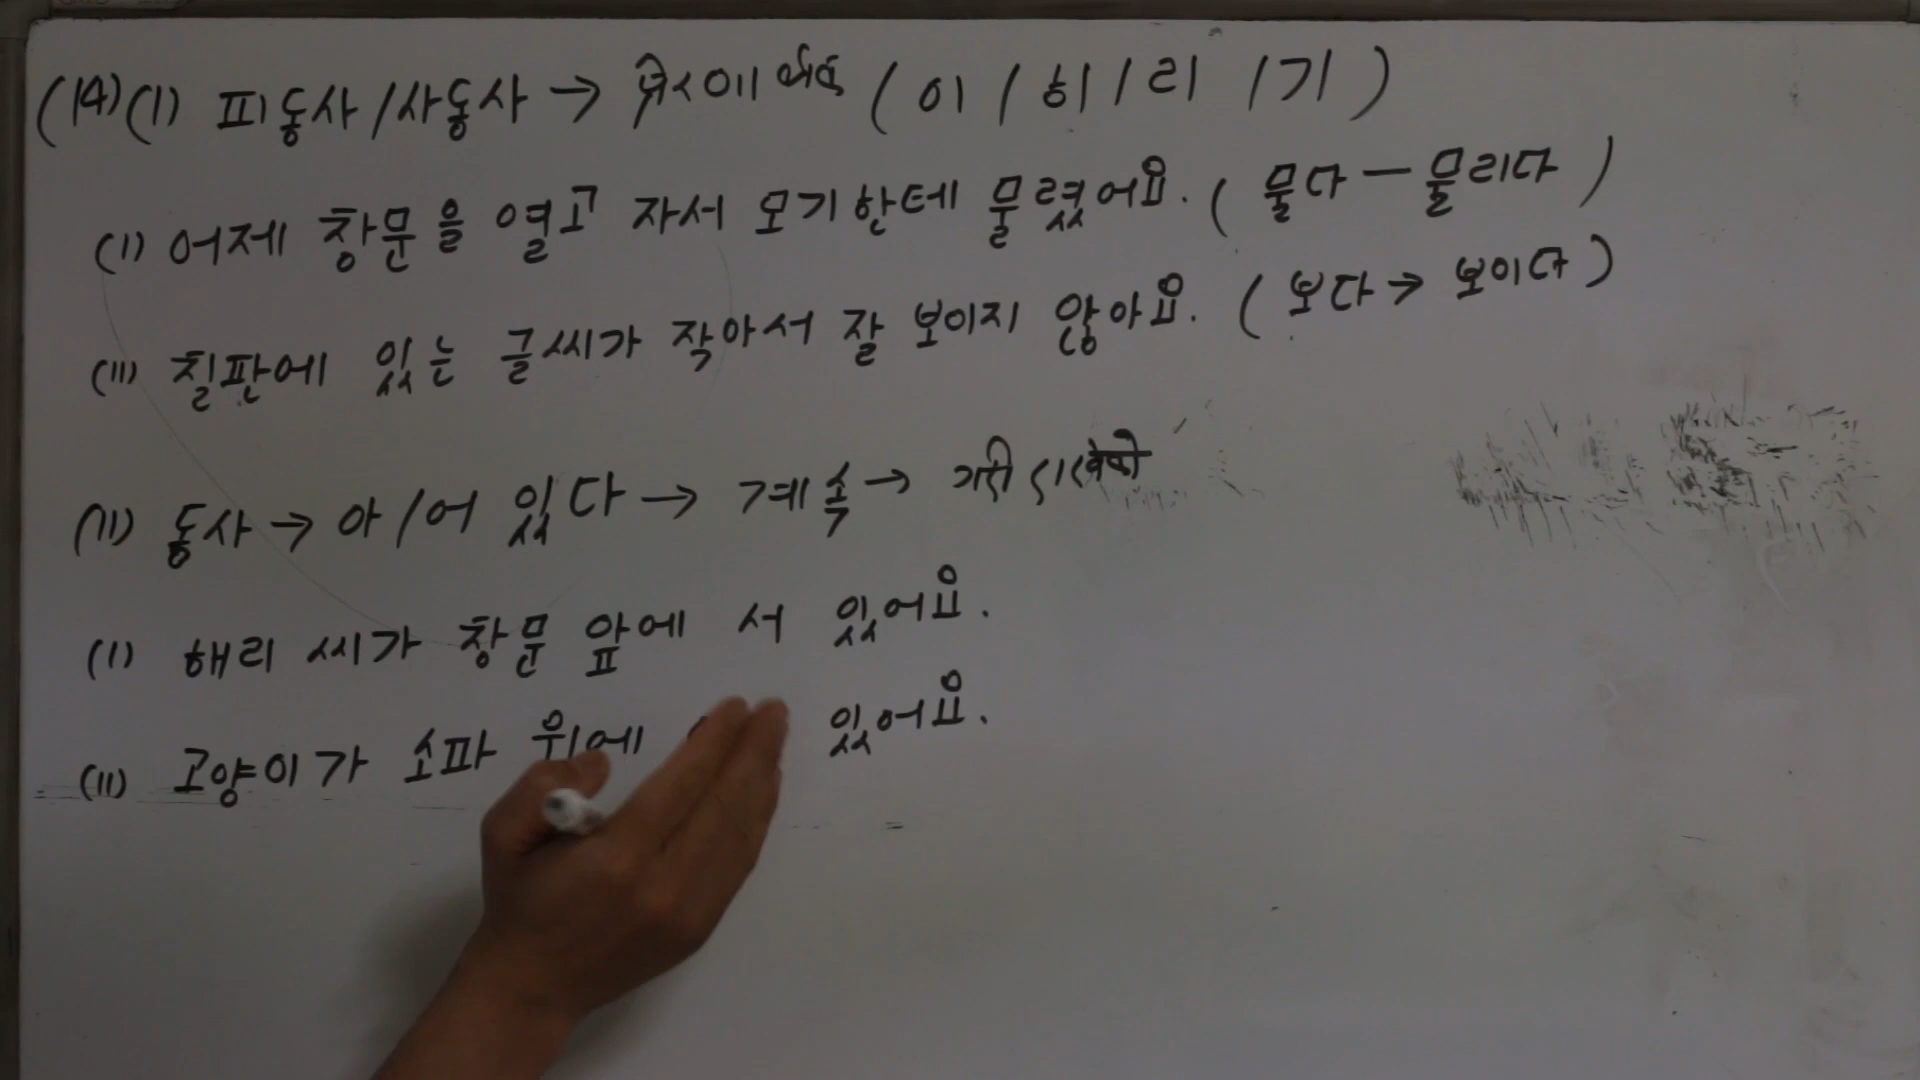 (14)(1) 피동사/사동사 → (이/히/리/기)
(I) 어제 창문을 열고 자서 모기한테 물렸어요. (물다 — 물리다)
(II) 칠판에 있는 글씨가 작아서 잘 보이지 않아요. (보다 → 보이다)
(II) 동사 → 아/어 있다 → 계속 → गरी राखेको
(I) 해리 씨가 창문 앞에 서 있어요.
(II) 고양이가 소파 위에 있어요.